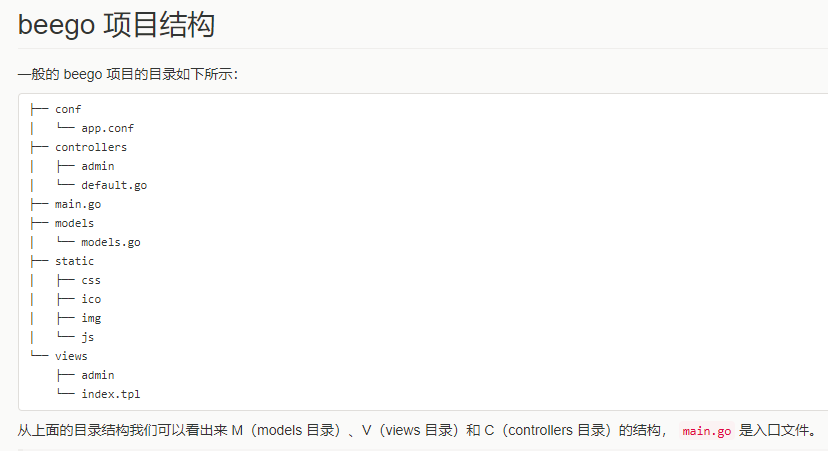 beego 项目结构
一般的 beego 项目的目录如下所示：
├── conf
│   └── app.conf
├── controllers
│   ├── admin
│   └── default.go
├── main.go
├── models
│   └── models.go
├── static
│   ├── css
│   ├── ico
│   ├── img
│   └── js
└── views
    ├── admin
    └── index.tpl
从上面的目录结构我们可以看出来 M（models 目录）、V（views 目录）和 C（controllers 目录）的结构， main.go 是入口文件。